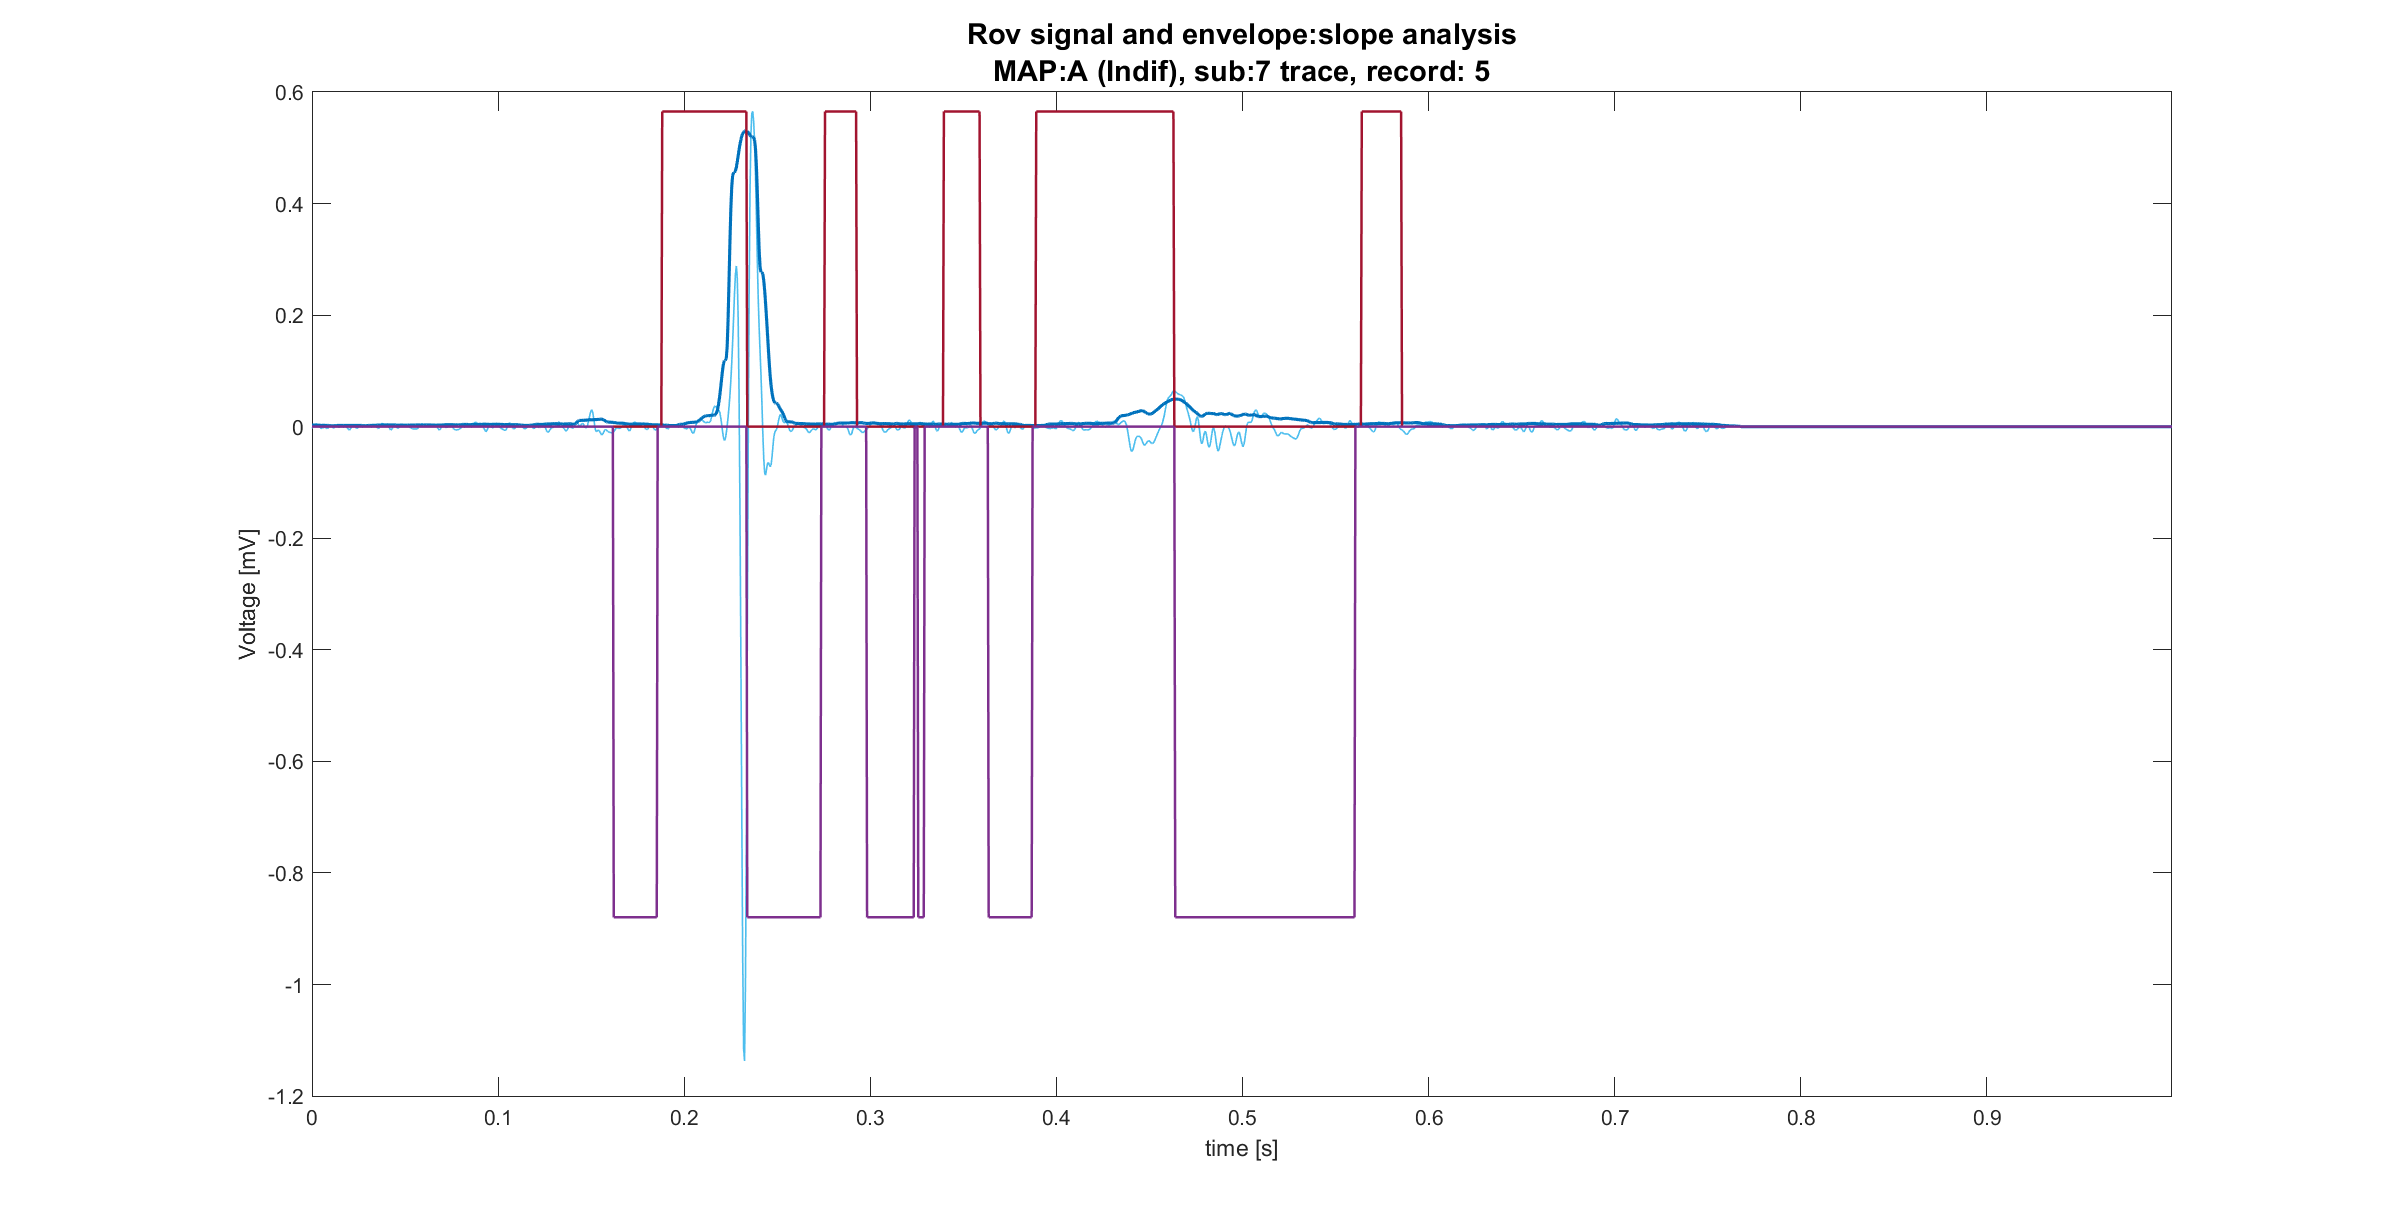 Rov signal and envelope:slope analysis
MAP:A (Indif), sub:7 trace, record: 5
0.6
0.4
0.2
0
-0.2
-0.4
-0.6
-0.8
-1
-1.2
Voltage [mV]
0 0.1 0.2 0.3 0.4 0.5 0.6 0.7 0.8 0.9
time [s]